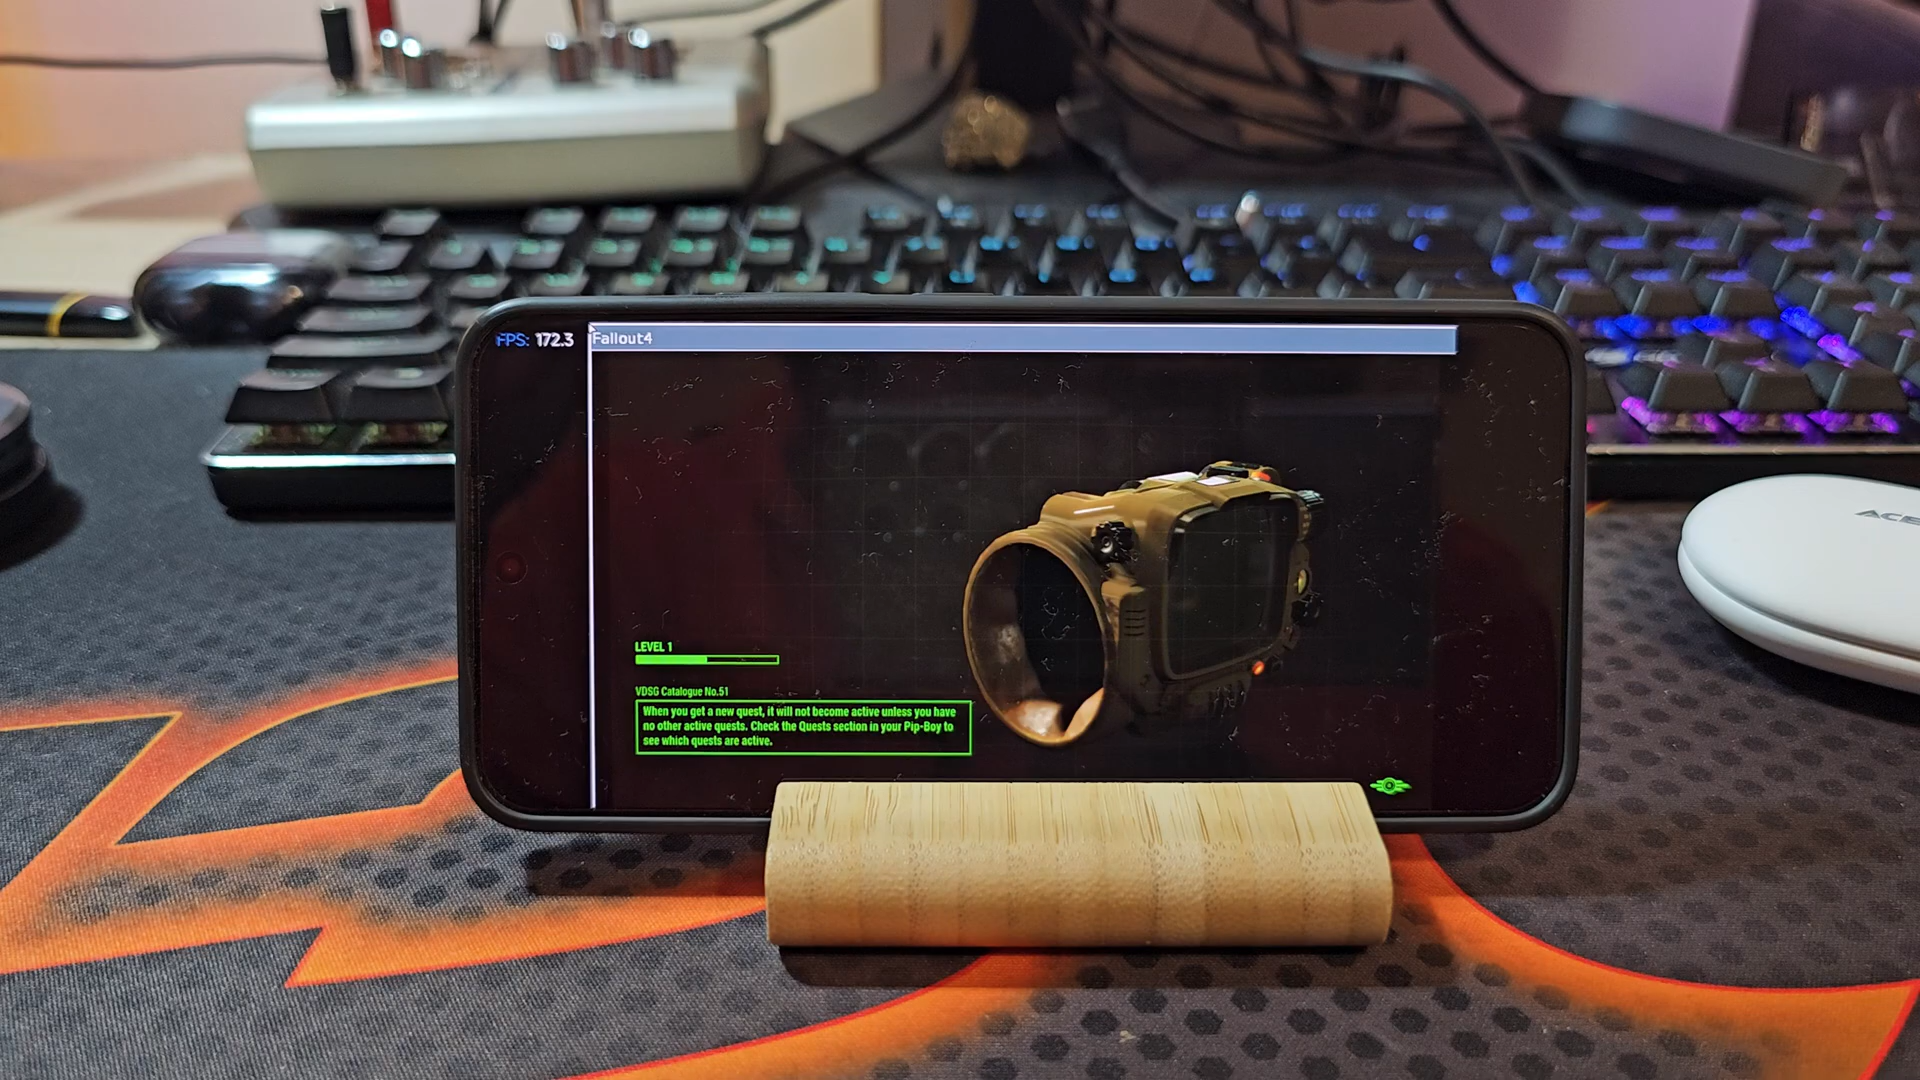 FPS: 172.3
Fallout4
LEVEL 1
VDSG Catalogue No.51
When you get a new quest, it will not become active unless you have
no other active quests. Check the Quests section in your Pip-Boy to
see which quests are active.